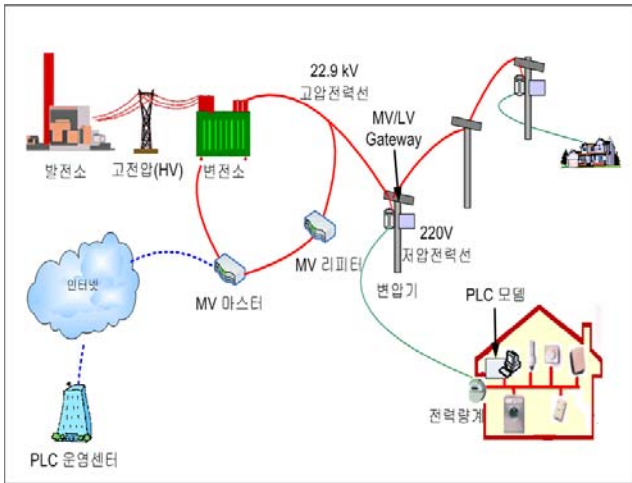 22.9 kV
고압전력선
MV/LV
Gateway
발전소
고전압(HV)
변전소
220V
저압전력선
MV 리피터
변압기
인터넷
MV 마스터
PLC 모뎀
전력량계
PLC 운영센터